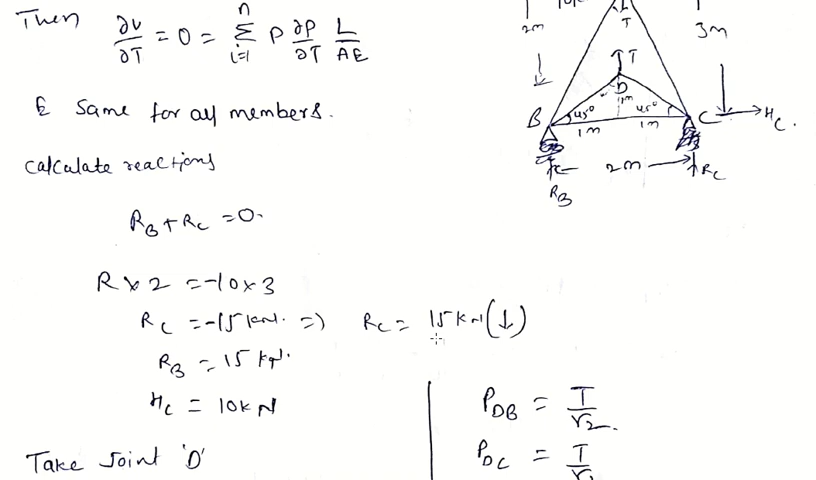 Then ∂U/∂T = 0 = n Σ i=1 P ∂P/∂T L/AE
E same for all members.
Calculate reactions
R_B + R_C = 0.
R × 2 = -10×3
R_C = -15 kN. => R_C = 15 kN (↓)
R_B = 15 kN.
H_C = 10 kN
Take Joint 'D'
P_DB = T/√2
P_DC = T/√
2m
T
3m
↑ T
D
1m
B 45° 45° C → H_C.
1m 1m
← 2m →
R_B
↑ R_C